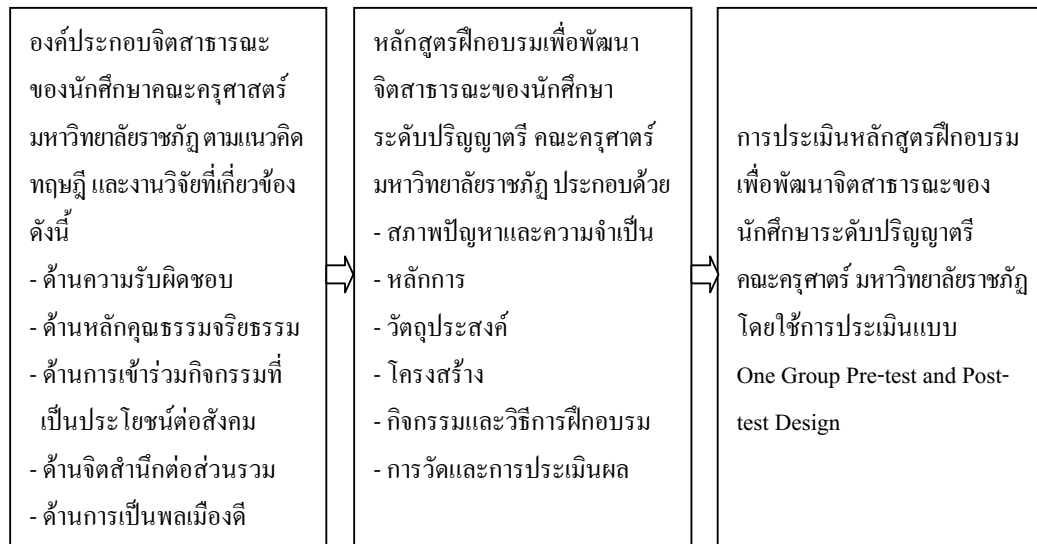 องค์ประกอบจิตสาธารณะ
ของนักศึกษาคณะครุศาสตร์
มหาวิทยาลัยราชภัฏ ตามแนวคิด
ทฤษฎี และงานวิจัยที่เกี่ยวข้อง
ดังนี้
- ด้านความรับผิดชอบ
- ด้านหลักคุณธรรมจริยธรรม
- ด้านการเข้าร่วมกิจกรรมที่
เป็นประโยชน์ต่อสังคม
- ด้านจิตสำนึกต่อส่วนรวม
- ด้านการเป็นพลเมืองดี
หลักสูตรฝึกอบรมเพื่อพัฒนา
จิตสาธารณะของนักศึกษา
ระดับปริญญาตรี คณะครุศาตร์
มหาวิทยาลัยราชภัฏ ประกอบด้วย
- สภาพปัญหาและความจำเป็น
- หลักการ
- วัตถุประสงค์
- โครงสร้าง
- กิจกรรมและวิธีการฝึกอบรม
- การวัดและการประเมินผล
การประเมินหลักสูตรฝึกอบรม
เพื่อพัฒนาจิตสาธารณะของ
นักศึกษาระดับปริญญาตรี
คณะครุศาตร์ มหาวิทยาลัยราชภัฏ
โดยใช้การประเมินแบบ
One Group Pre-test and Post-
test Design